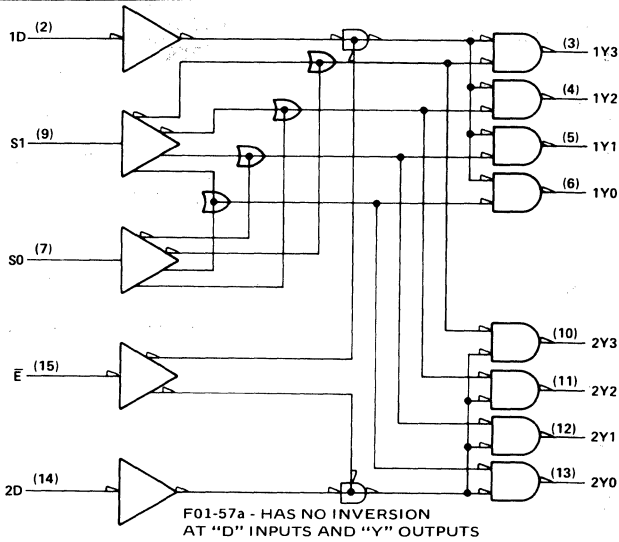 1D (2)
(3) 1Y3
(4) 1Y2
S1 (9)
(5) 1Y1
(6) 1Y0
S0 (7)
(10) 2Y3
E̅ (15)
(11) 2Y2
(12) 2Y1
2D (14)
(13) 2Y0
F01-57a - HAS NO INVERSION
AT “D” INPUTS AND “Y” OUTPUTS